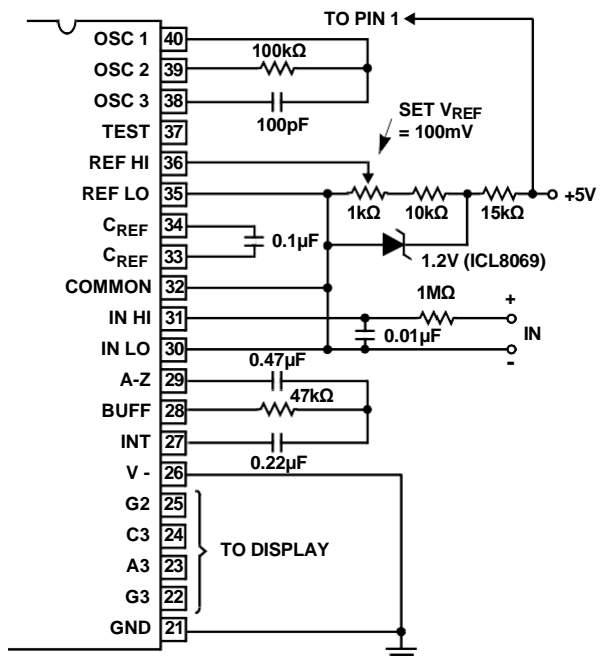 TO PIN 1
OSC 1 40
100kΩ
OSC 2 39
OSC 3 38
100pF
TEST 37
SET VREF
= 100mV
REF HI 36
REF LO 35
1kΩ 10kΩ 15kΩ
+5V
CREF 34
0.1µF
CREF 33
1.2V (ICL8069)
COMMON 32
1MΩ
IN HI 31
+
0.01µF
IN
IN LO 30
-
0.47µF
A-Z 29
47kΩ
BUFF 28
INT 27
0.22µF
V - 26
G2 25
C3 24
TO DISPLAY
A3 23
G3 22
GND 21